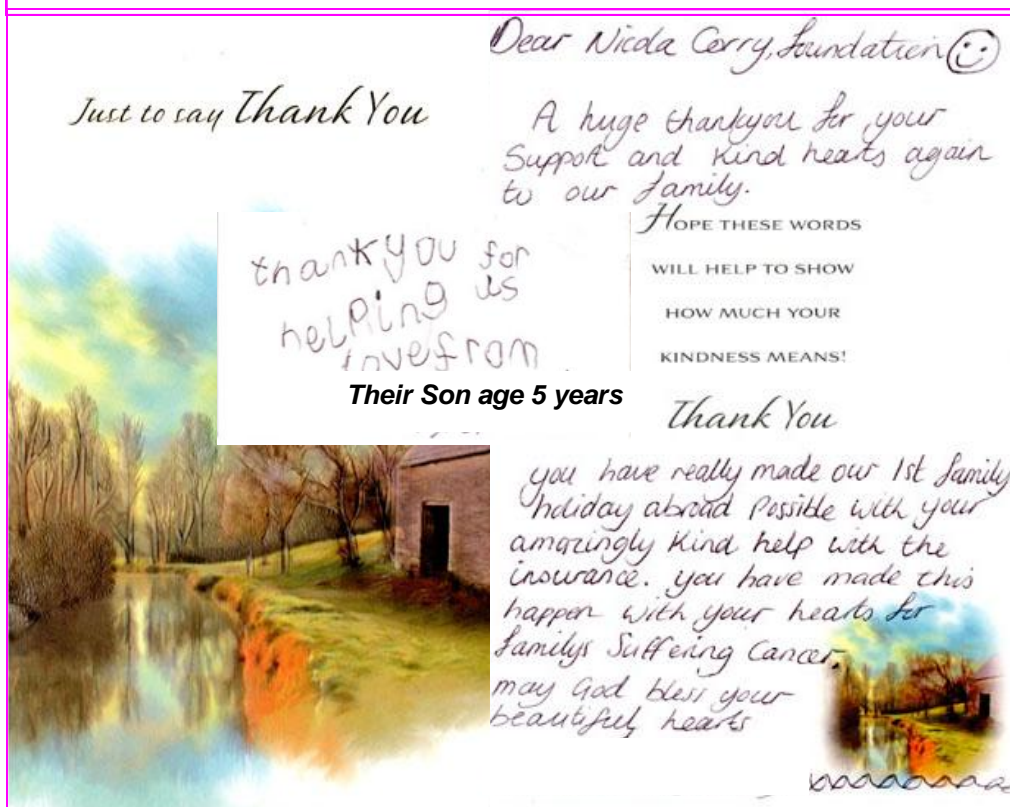 Just to say Thank You
Dear Nicola Corry, foundation
A huge thankyou for your
Support and kind hearts again
to our family.
HOPE THESE WORDS
WILL HELP TO SHOW
HOW MUCH YOUR
KINDNESS MEANS!
Thank You
thankyou for
helping us
love from
Their Son age 5 years
you have really made our 1st family
holiday abroad Possible with your
amazingly kind help with the
insurance. you have made this
happen with your hearts for
familys Suffering Cancer,
may God bless your
beautiful hearts
xxxxxxxxx